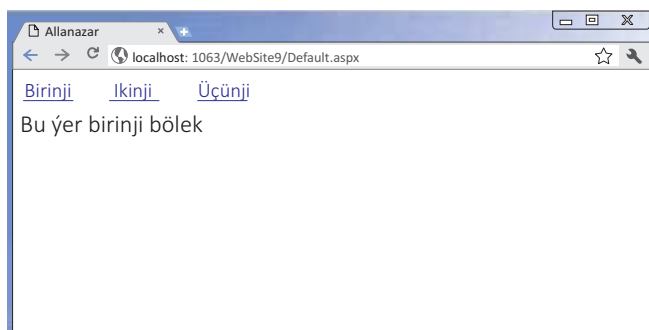 Allanazar
localhost: 1063/WebSite9/Default.aspx
Birinji Ikinji Üçünji
Bu ýer birinji bölek